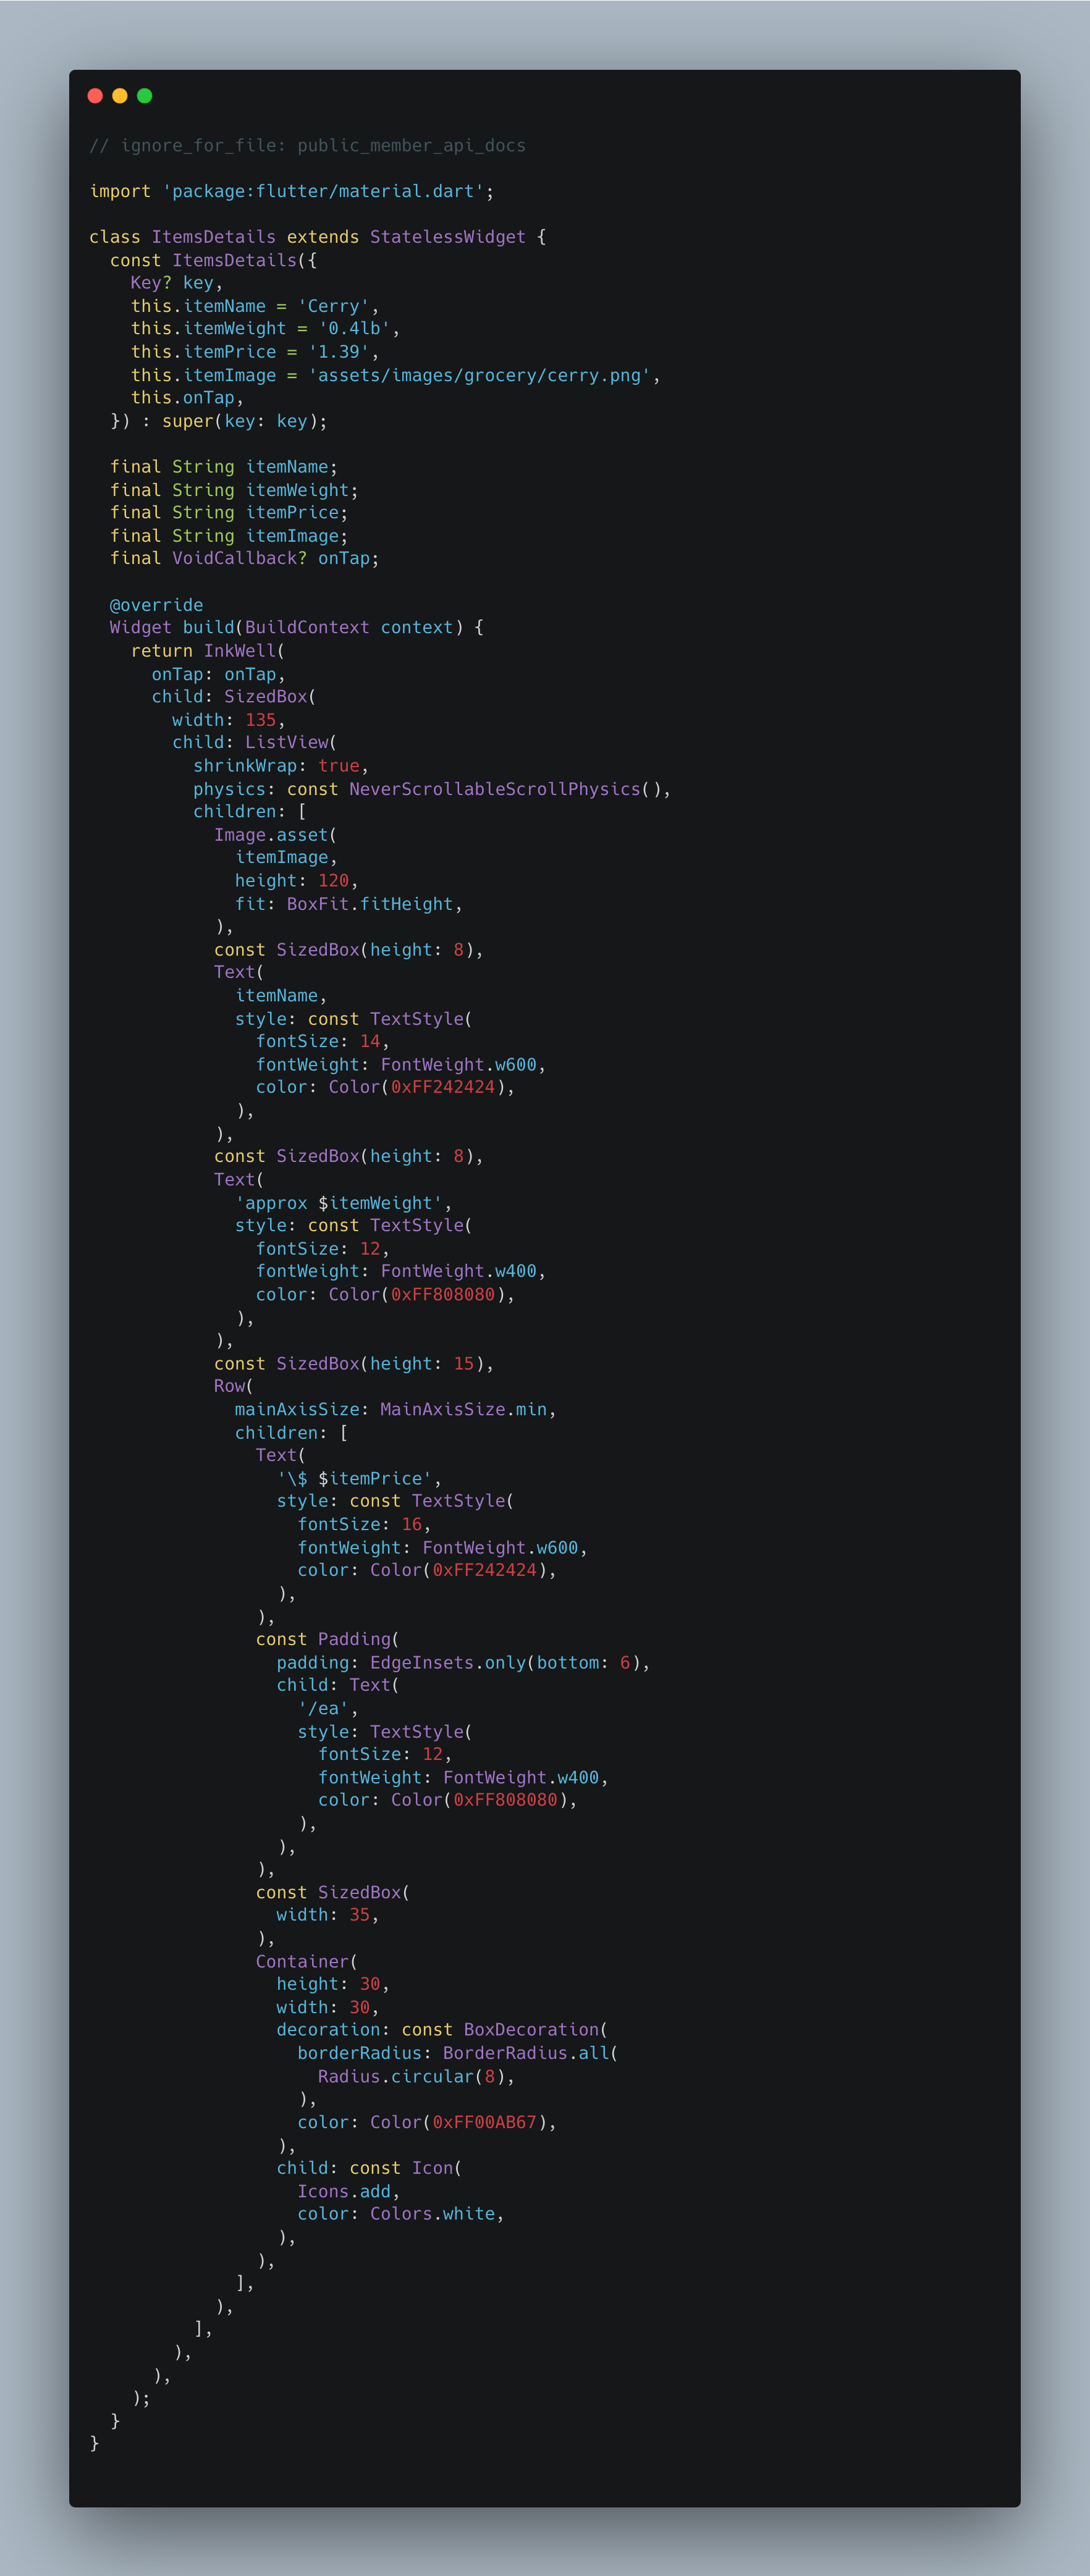 // ignore_for_file: public_member_api_docs

import 'package:flutter/material.dart';

class ItemsDetails extends StatelessWidget {
  const ItemsDetails({
    Key? key,
    this.itemName = 'Cerry',
    this.itemWeight = '0.4lb',
    this.itemPrice = '1.39',
    this.itemImage = 'assets/images/grocery/cerry.png',
    this.onTap,
  }) : super(key: key);

  final String itemName;
  final String itemWeight;
  final String itemPrice;
  final String itemImage;
  final VoidCallback? onTap;

  @override
  Widget build(BuildContext context) {
    return InkWell(
      onTap: onTap,
      child: SizedBox(
        width: 135,
        child: ListView(
          shrinkWrap: true,
          physics: const NeverScrollableScrollPhysics(),
          children: [
            Image.asset(
              itemImage,
              height: 120,
              fit: BoxFit.fitHeight,
            ),
            const SizedBox(height: 8),
            Text(
              itemName,
              style: const TextStyle(
                fontSize: 14,
                fontWeight: FontWeight.w600,
                color: Color(0xFF242424),
              ),
            ),
            const SizedBox(height: 8),
            Text(
              'approx $itemWeight',
              style: const TextStyle(
                fontSize: 12,
                fontWeight: FontWeight.w400,
                color: Color(0xFF808080),
              ),
            ),
            const SizedBox(height: 15),
            Row(
              mainAxisSize: MainAxisSize.min,
              children: [
                Text(
                  '\$ $itemPrice',
                  style: const TextStyle(
                    fontSize: 16,
                    fontWeight: FontWeight.w600,
                    color: Color(0xFF242424),
                  ),
                ),
                const Padding(
                  padding: EdgeInsets.only(bottom: 6),
                  child: Text(
                    '/ea',
                    style: TextStyle(
                      fontSize: 12,
                      fontWeight: FontWeight.w400,
                      color: Color(0xFF808080),
                    ),
                  ),
                ),
                const SizedBox(
                  width: 35,
                ),
                Container(
                  height: 30,
                  width: 30,
                  decoration: const BoxDecoration(
                    borderRadius: BorderRadius.all(
                      Radius.circular(8),
                    ),
                    color: Color(0xFF00AB67),
                  ),
                  child: const Icon(
                    Icons.add,
                    color: Colors.white,
                  ),
                ),
              ],
            ),
          ],
        ),
      ),
    );
  }
}